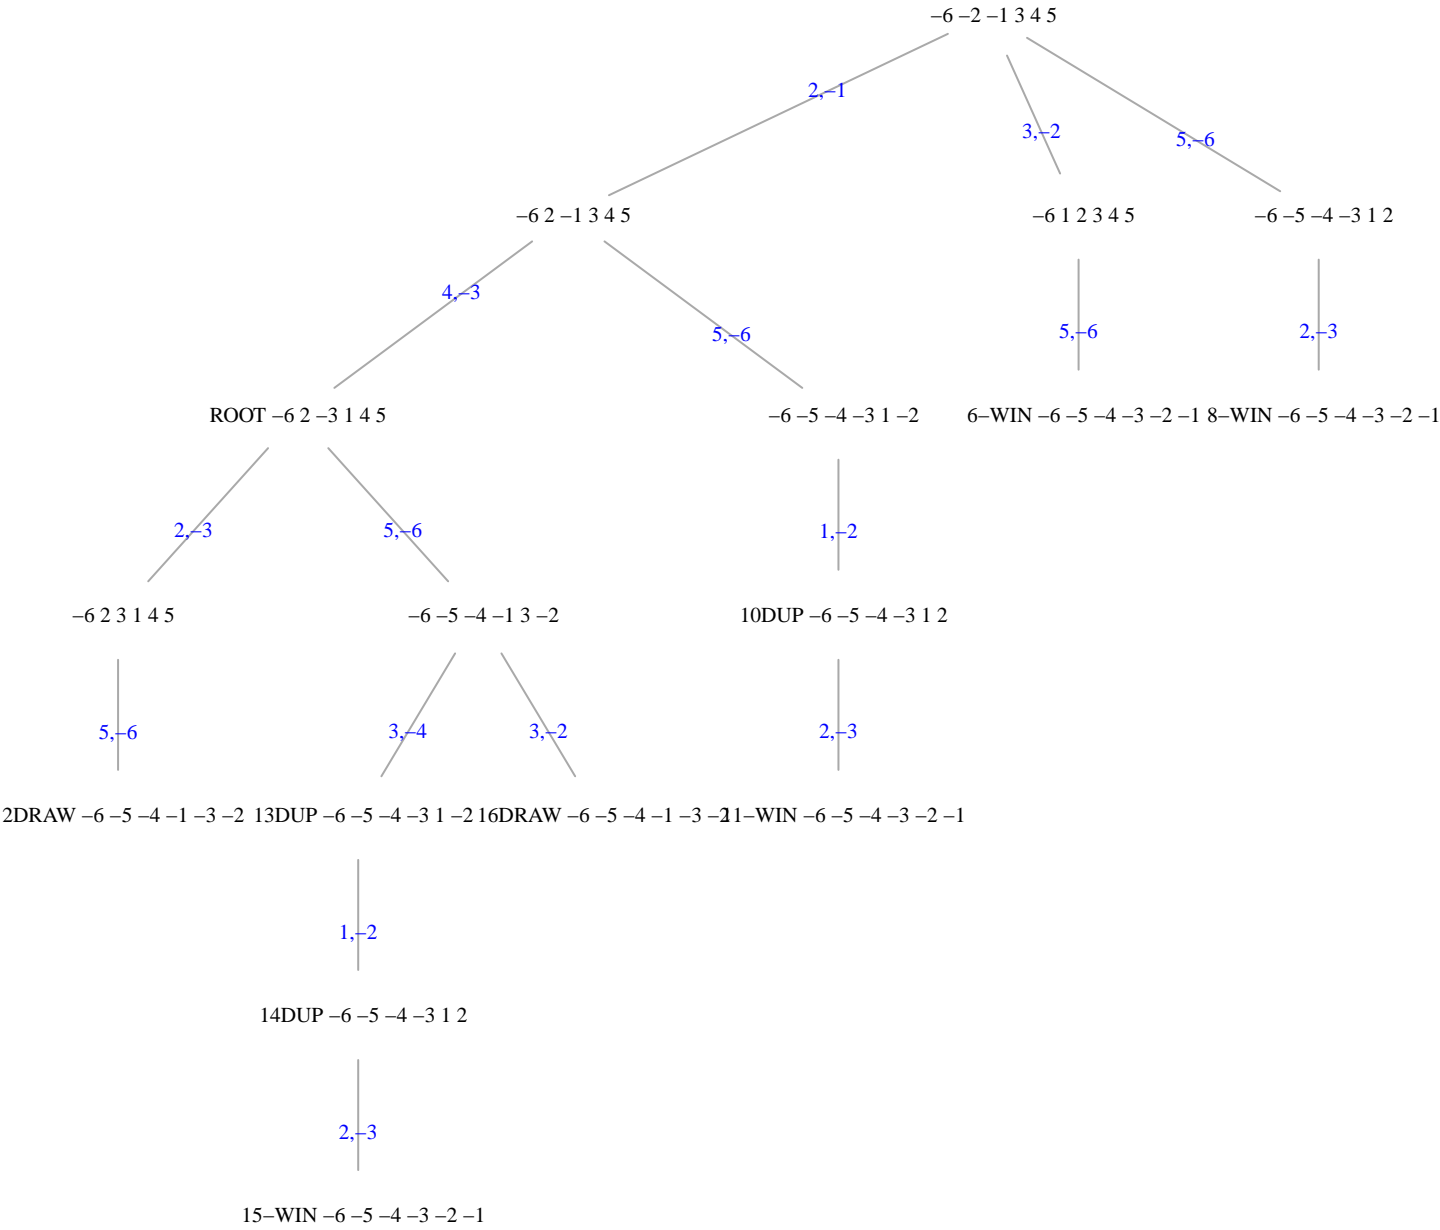 −6 −2 −1 3 4 5
2,−1
3,−2
5,−6
−6 2 −1 3 4 5
−6 1 2 3 4 5
−6 −5 −4 −3 1 2
4,−3
5,−6
5,−6
2,−3
ROOT −6 2 −3 1 4 5
−6 −5 −4 −3 1 −2
6−WIN −6 −5 −4 −3 −2 −1
8−WIN −6 −5 −4 −3 −2 −1
2,−3
5,−6
1,−2
−6 2 3 1 4 5
−6 −5 −4 −1 3 −2
10DUP −6 −5 −4 −3 1 2
5,−6
3,−4
3,−2
2,−3
2DRAW −6 −5 −4 −1 −3 −2
13DUP −6 −5 −4 −3 1 −2
16DRAW −6 −5 −4 −1 −3 −2
11−WIN −6 −5 −4 −3 −2 −1
1,−2
14DUP −6 −5 −4 −3 1 2
2,−3
15−WIN −6 −5 −4 −3 −2 −1